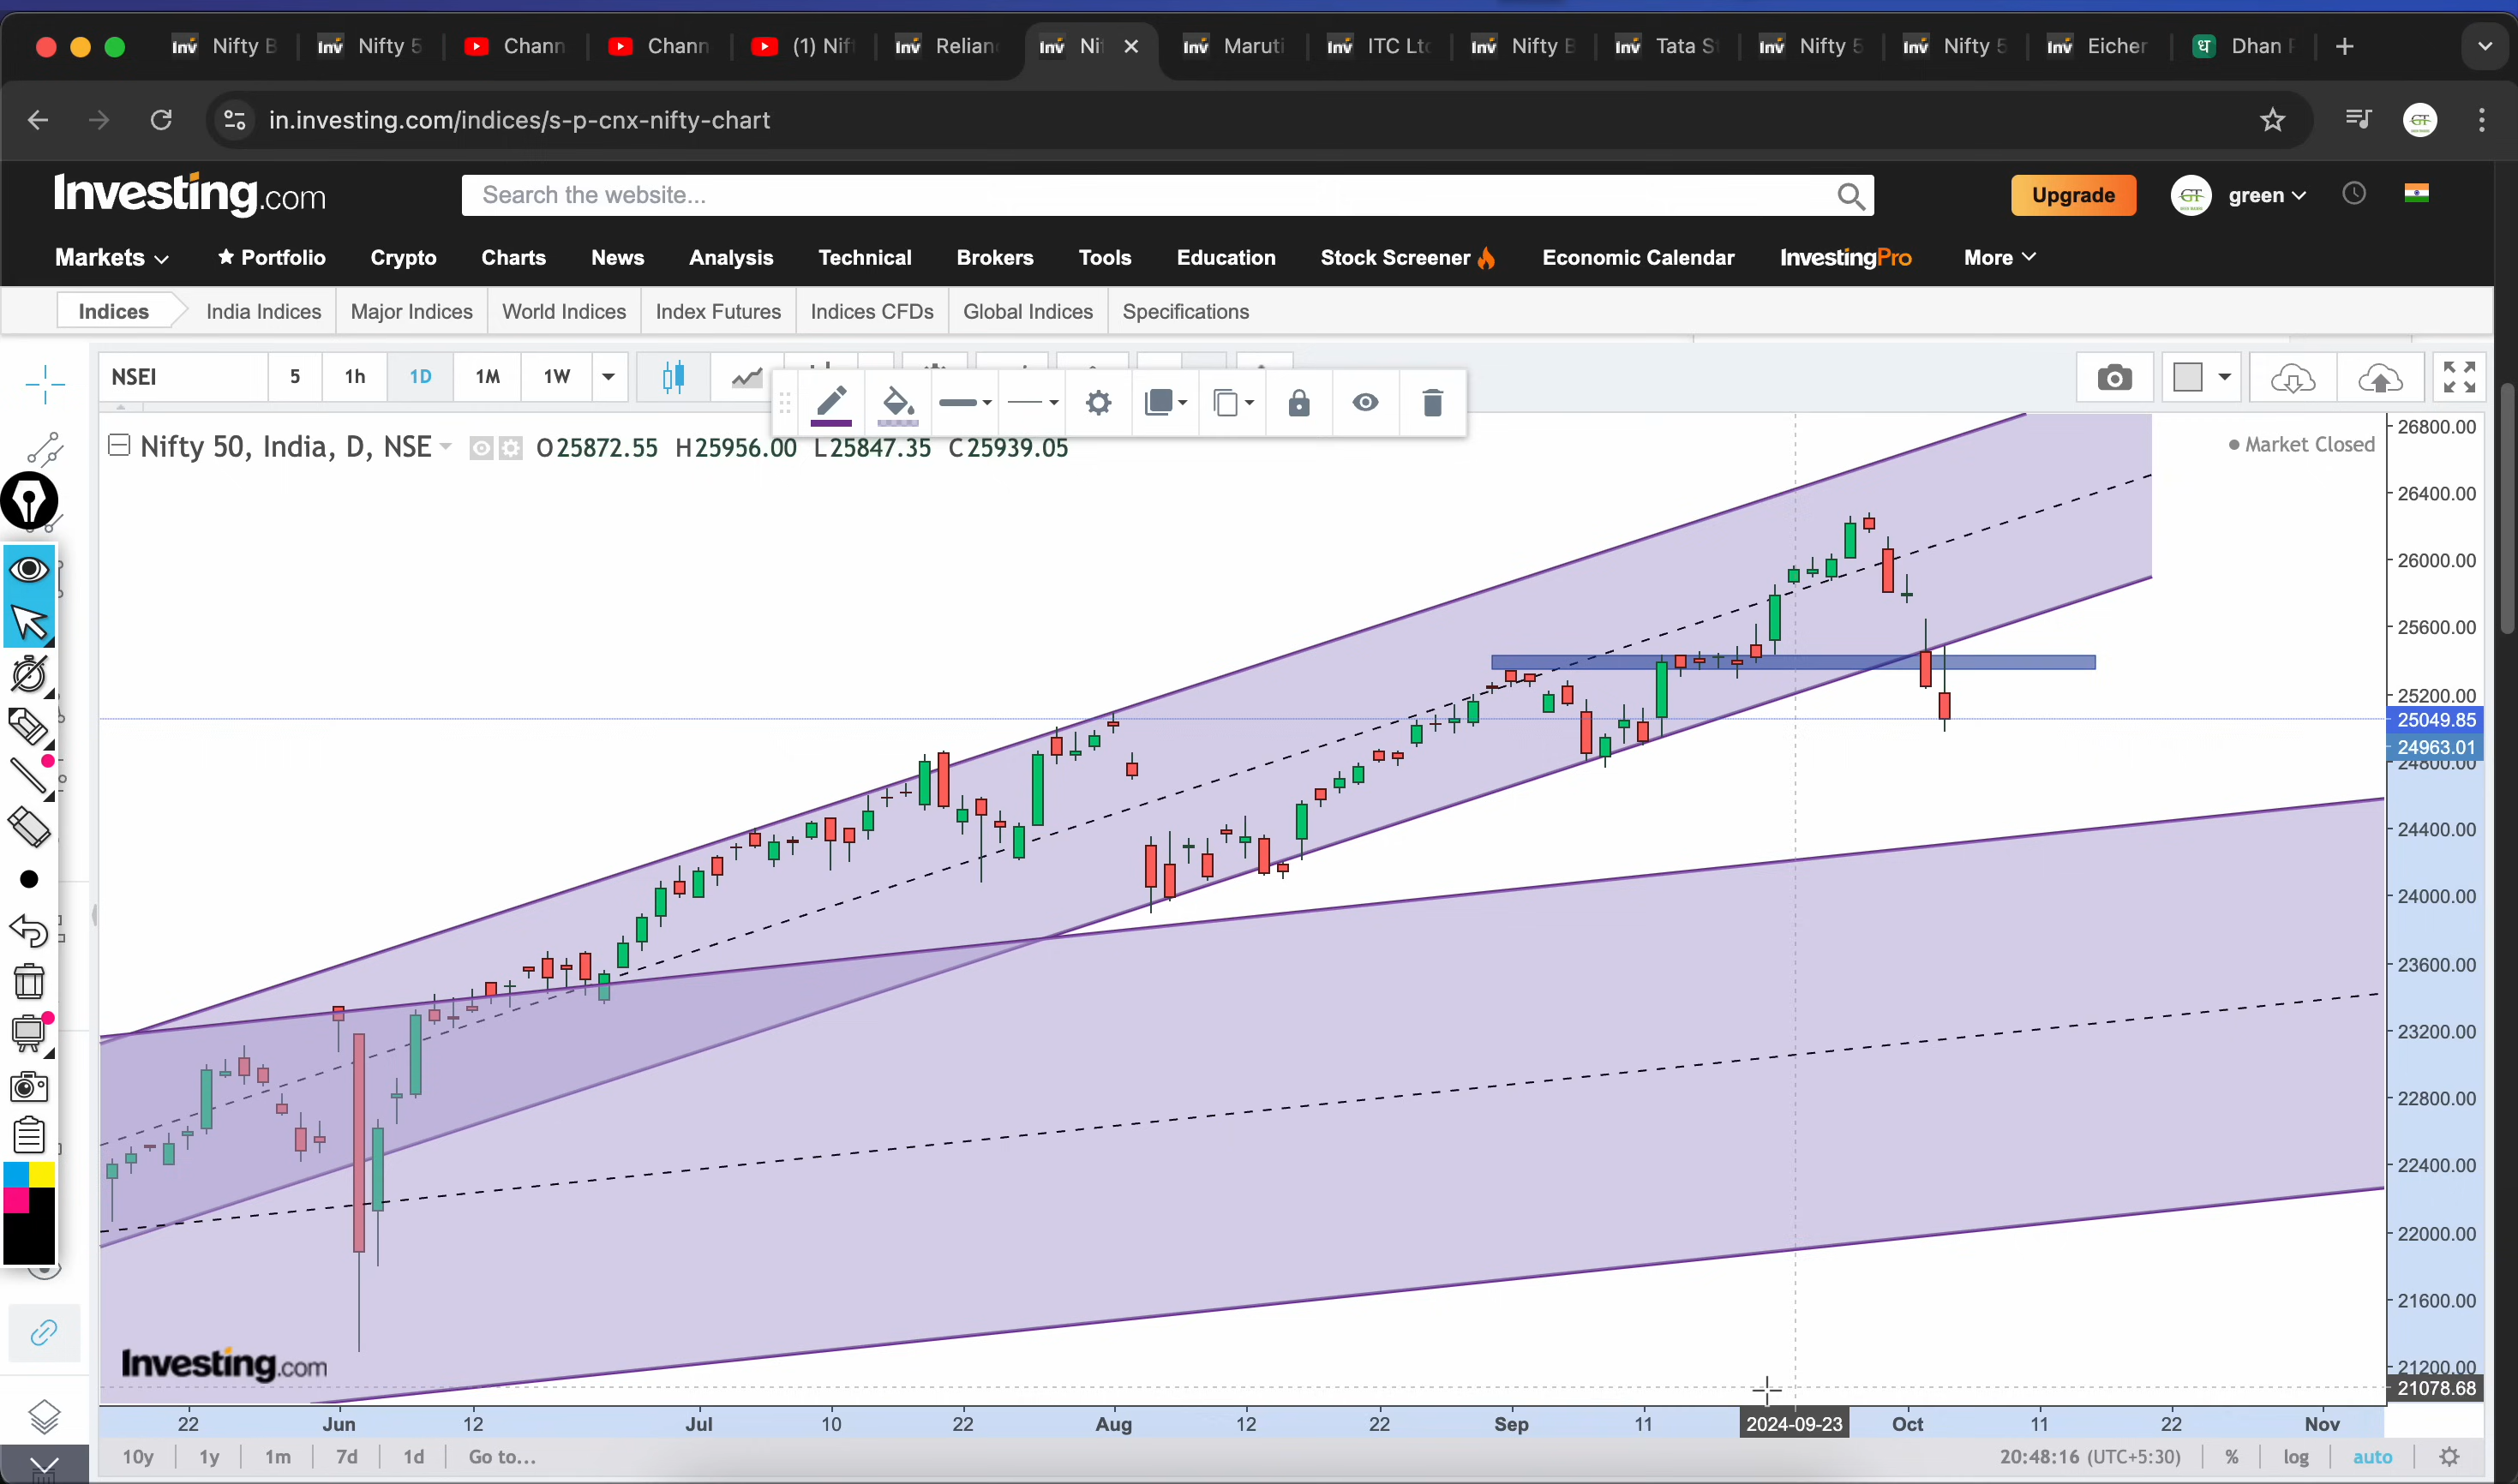 Nifty B Nifty 5 Chann Chann (1) Nif Relian Ni Maruti ITC Ltd Nifty B Tata S Nifty 5 Nifty 5 Eicher Dhan
in.investing.com/indices/s-p-cnx-nifty-chart
Investing.com Search the website... Upgrade green
Markets Portfolio Crypto Charts News Analysis Technical Brokers Tools Education Stock Screener Economic Calendar InvestingPro More
Indices India Indices Major Indices World Indices Index Futures Indices CFDs Global Indices Specifications
NSEI 5 1h 1D 1M 1W
Nifty 50, India, D, NSE O25872.55 H25956.00 L25847.35 C25939.05 Market Closed
26800.00
26400.00
26000.00
25600.00
25200.00
25049.85
24963.01
24800.00
24400.00
24000.00
23600.00
23200.00
22800.00
22400.00
22000.00
21600.00
21200.00
21078.68
Investing.com
22 Jun 12 Jul 10 22 Aug 12 22 Sep 11 2024-09-23 Oct 11 22 Nov
10y 1y 1m 7d 1d Go to... 20:48:16 (UTC+5:30) % log auto